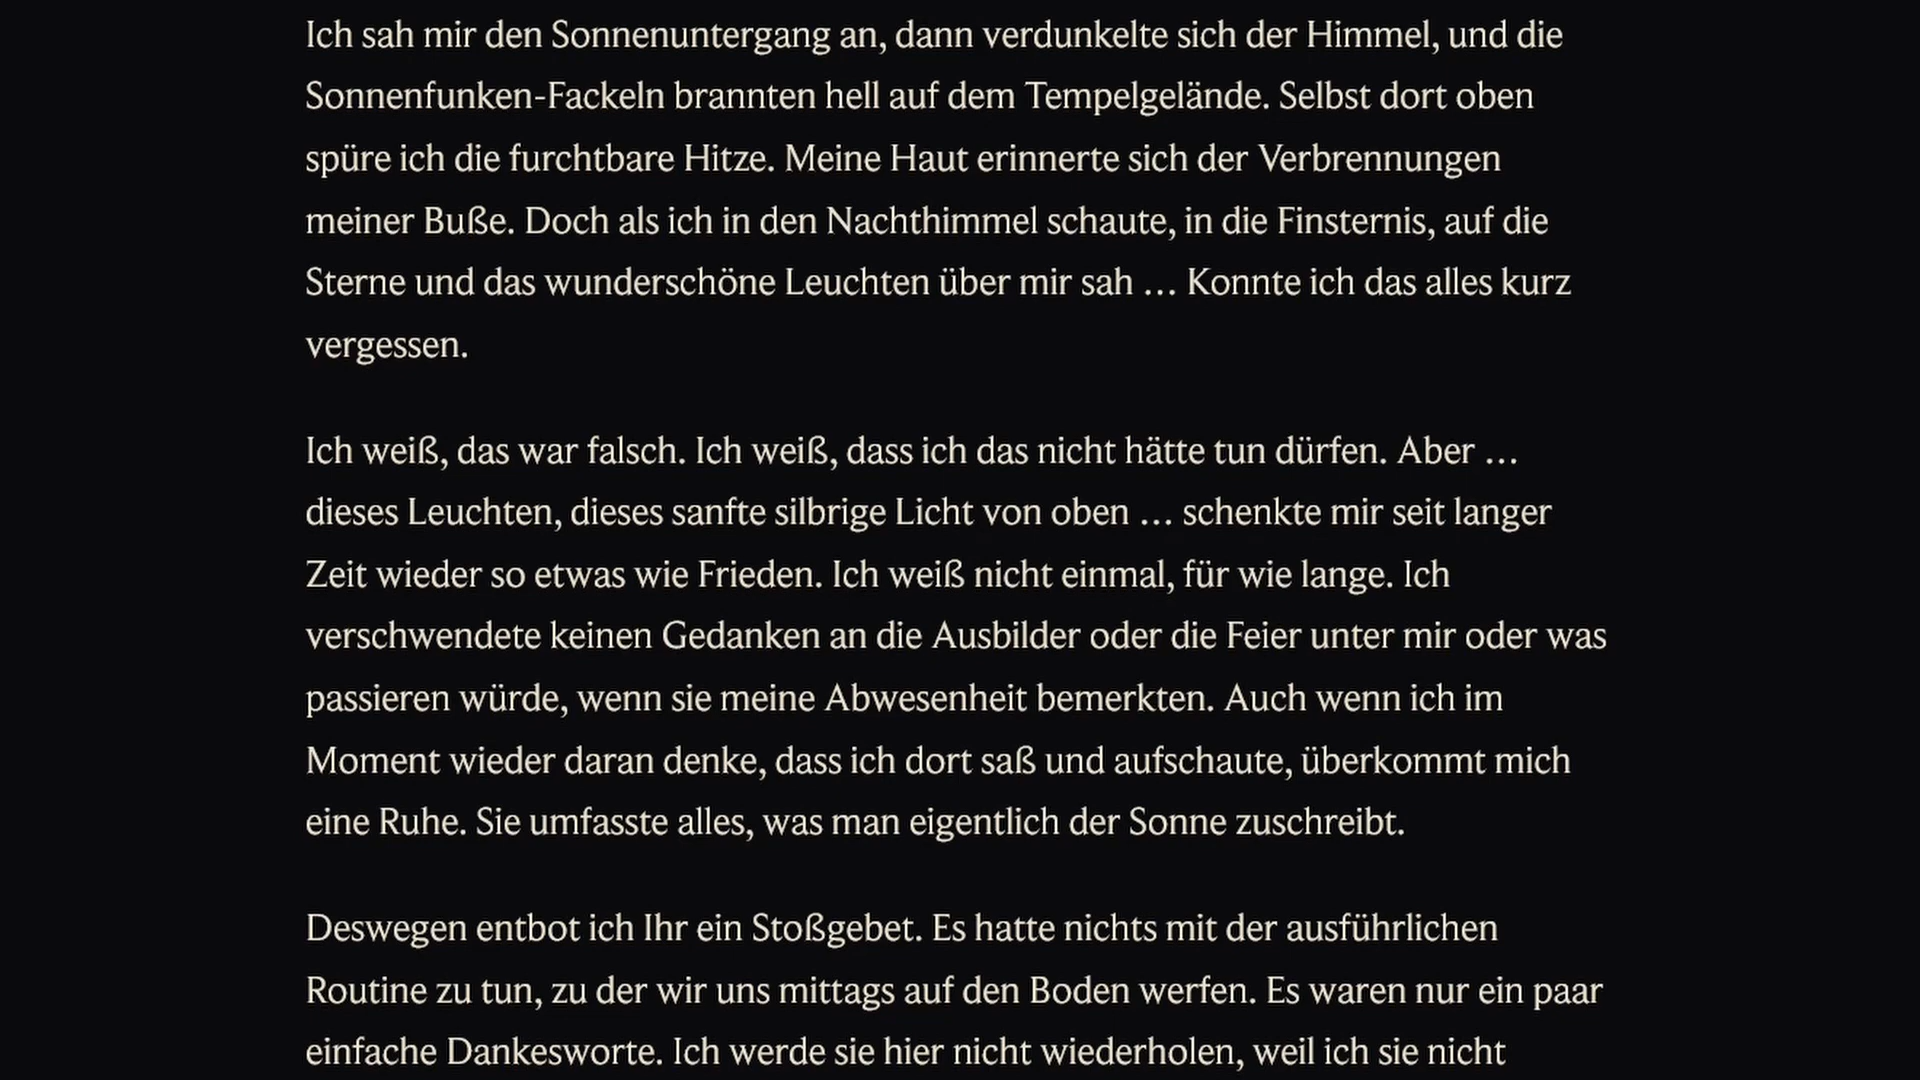 Ich sah mir den Sonnenuntergang an, dann verdunkelte sich der Himmel, und die
Sonnenfunken-Fackeln brannten hell auf dem Tempelgelände. Selbst dort oben
spüre ich die furchtbare Hitze. Meine Haut erinnerte sich der Verbrennungen
meiner Buße. Doch als ich in den Nachthimmel schaute, in die Finsternis, auf die
Sterne und das wunderschöne Leuchten über mir sah … Konnte ich das alles kurz
vergessen.
Ich weiß, das war falsch. Ich weiß, dass ich das nicht hätte tun dürfen. Aber …
dieses Leuchten, dieses sanfte silbrige Licht von oben … schenkte mir seit langer
Zeit wieder so etwas wie Frieden. Ich weiß nicht einmal, für wie lange. Ich
verschwendete keinen Gedanken an die Ausbilder oder die Feier unter mir oder was
passieren würde, wenn sie meine Abwesenheit bemerkten. Auch wenn ich im
Moment wieder daran denke, dass ich dort saß und aufschaute, überkommt mich
eine Ruhe. Sie umfasste alles, was man eigentlich der Sonne zuschreibt.
Deswegen entbot ich Ihr ein Stoßgebet. Es hatte nichts mit der ausführlichen
Routine zu tun, zu der wir uns mittags auf den Boden werfen. Es waren nur ein paar
einfache Dankesworte. Ich werde sie hier nicht wiederholen, weil ich sie nicht